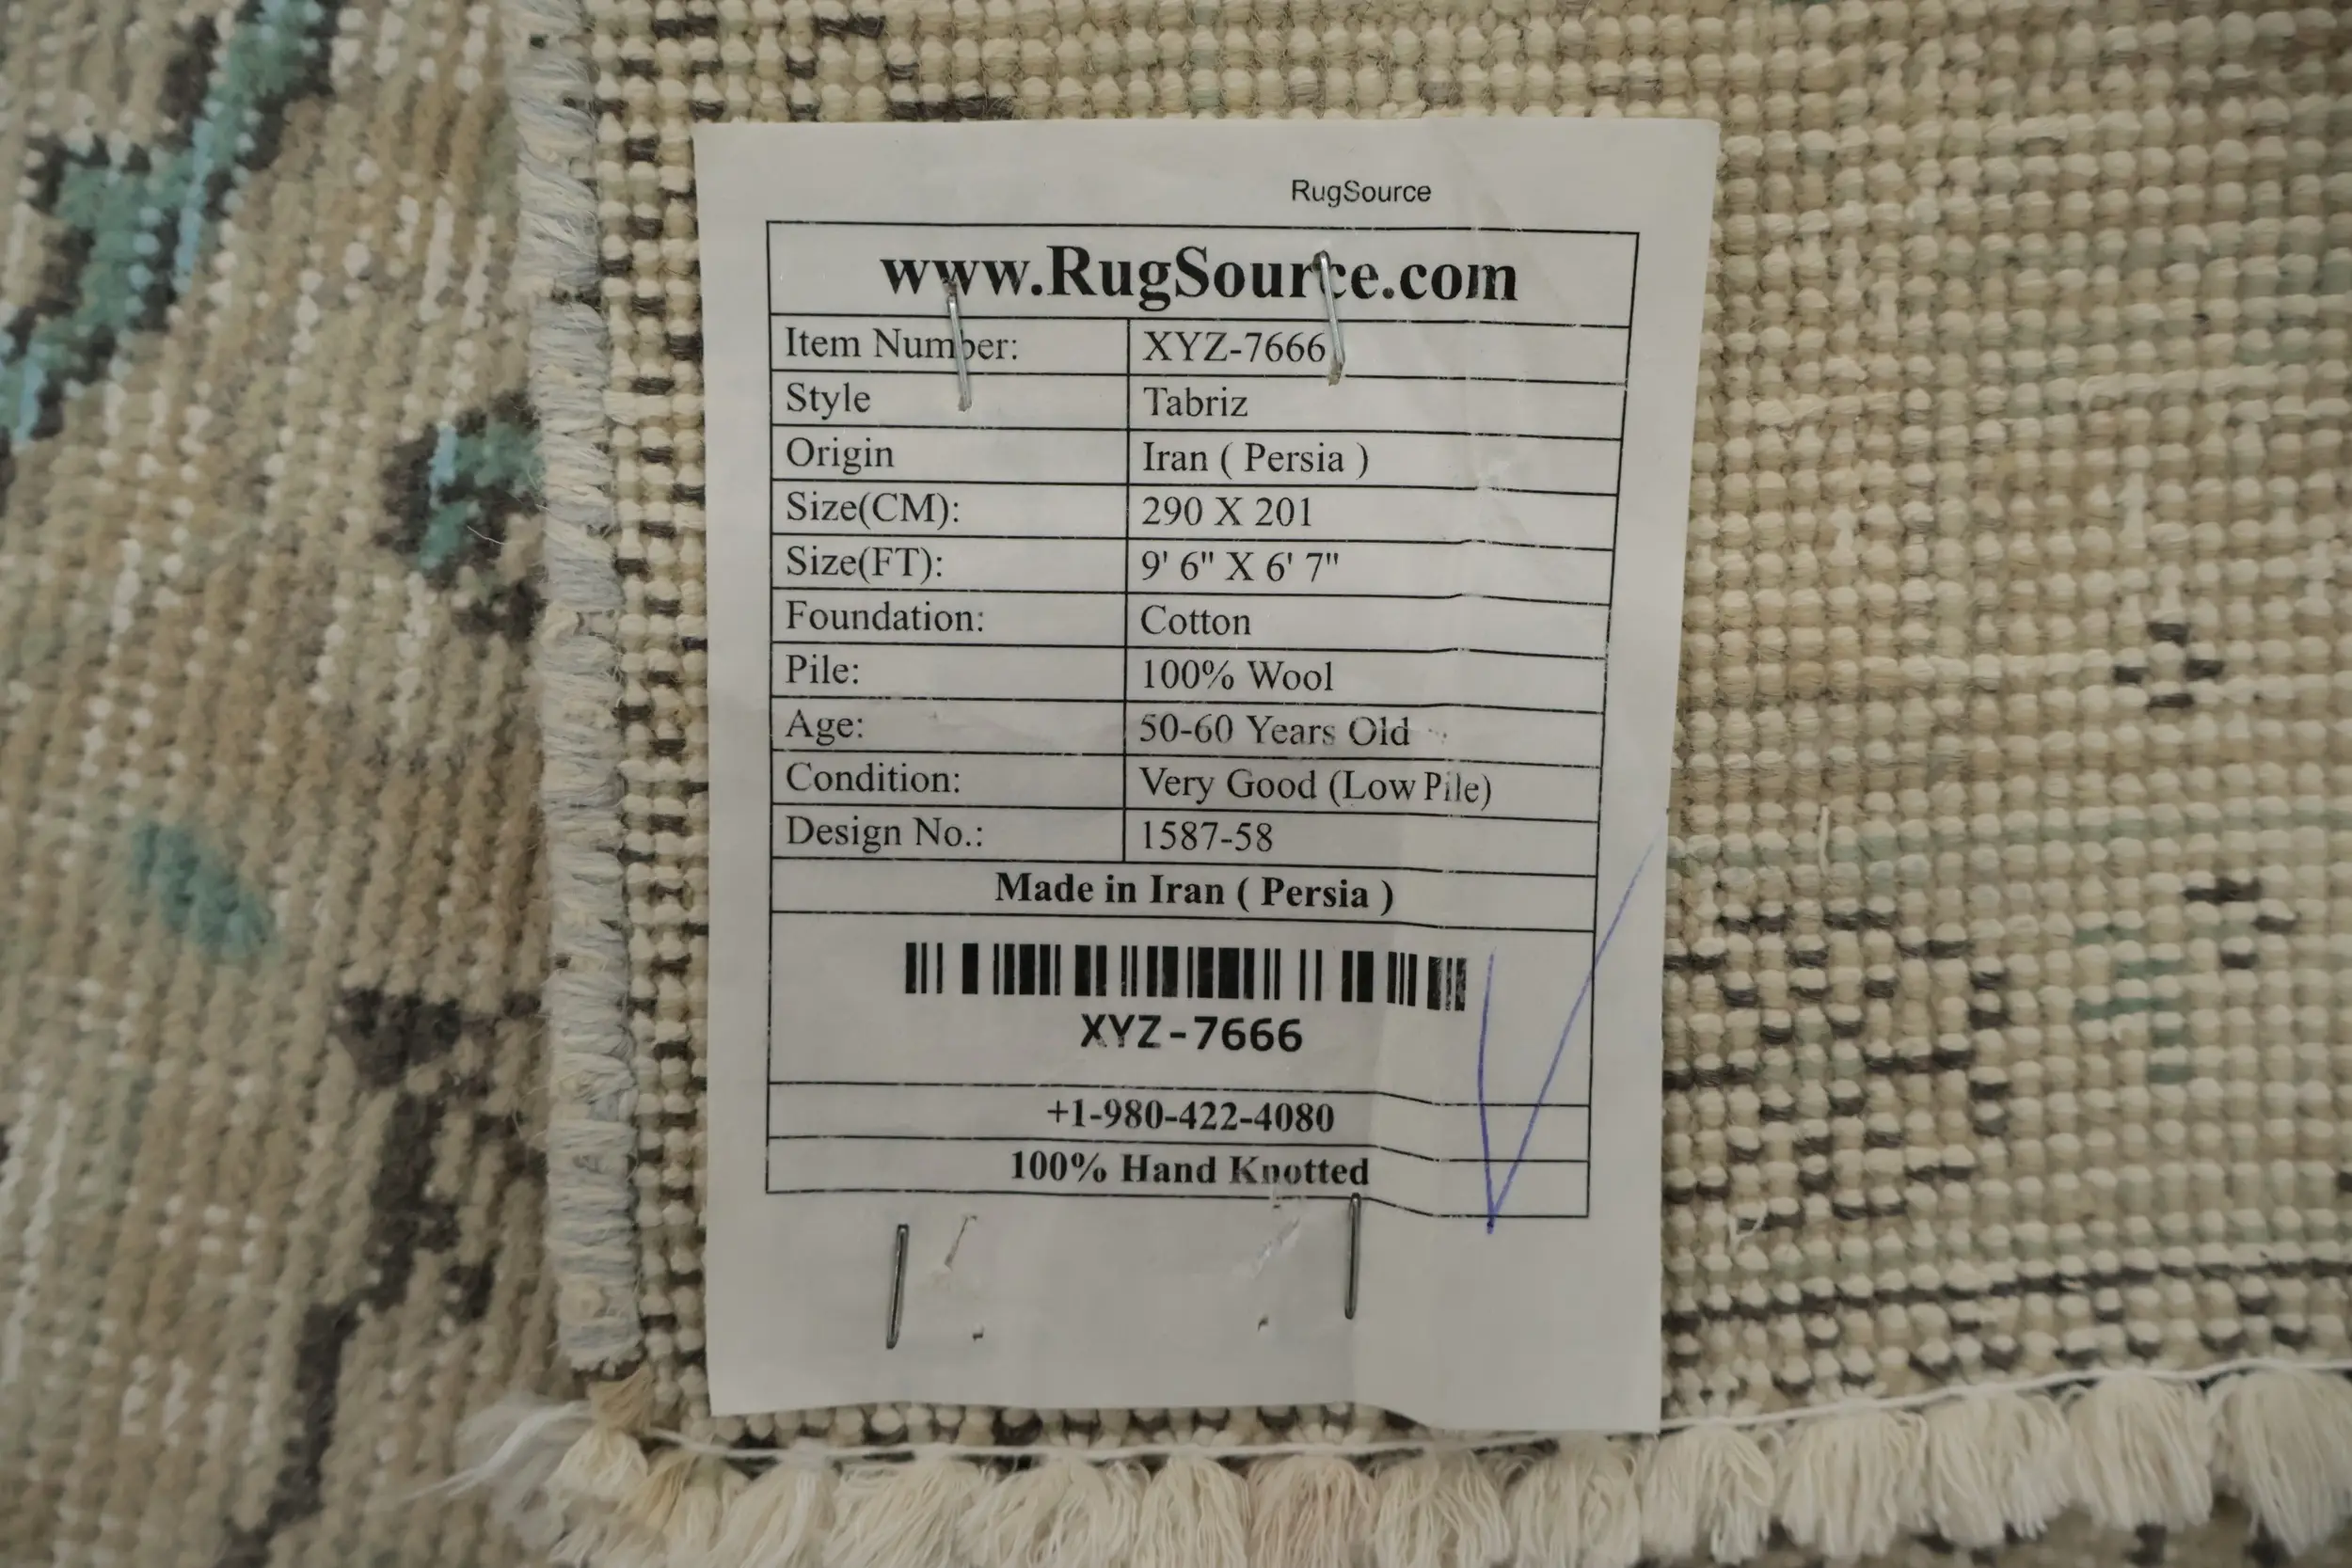 RugSource
www.RugSource.com
Item Number: XYZ-7666
Style Tabriz
Origin Iran ( Persia )
Size(CM): 290 X 201
Size(FT): 9' 6" X 6' 7"
Foundation: Cotton
Pile: 100% Wool
Age: 50-60 Years Old
Condition: Very Good (Low Pile)
Design No.: 1587-58
Made in Iran ( Persia )
XYZ-7666
+1-980-422-4080
100% Hand Knotted